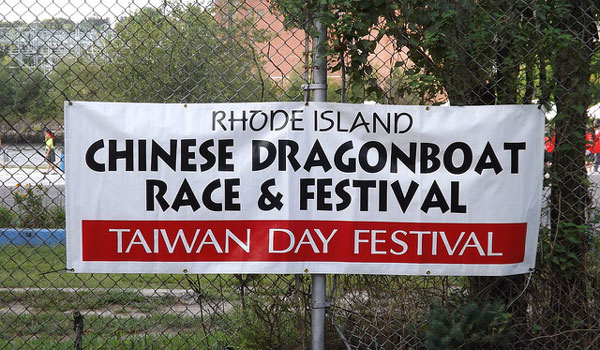 RHODE ISLAND
CHINESE DRAGONBOAT
RACE & FESTIVAL
TAIWAN DAY FESTIVAL